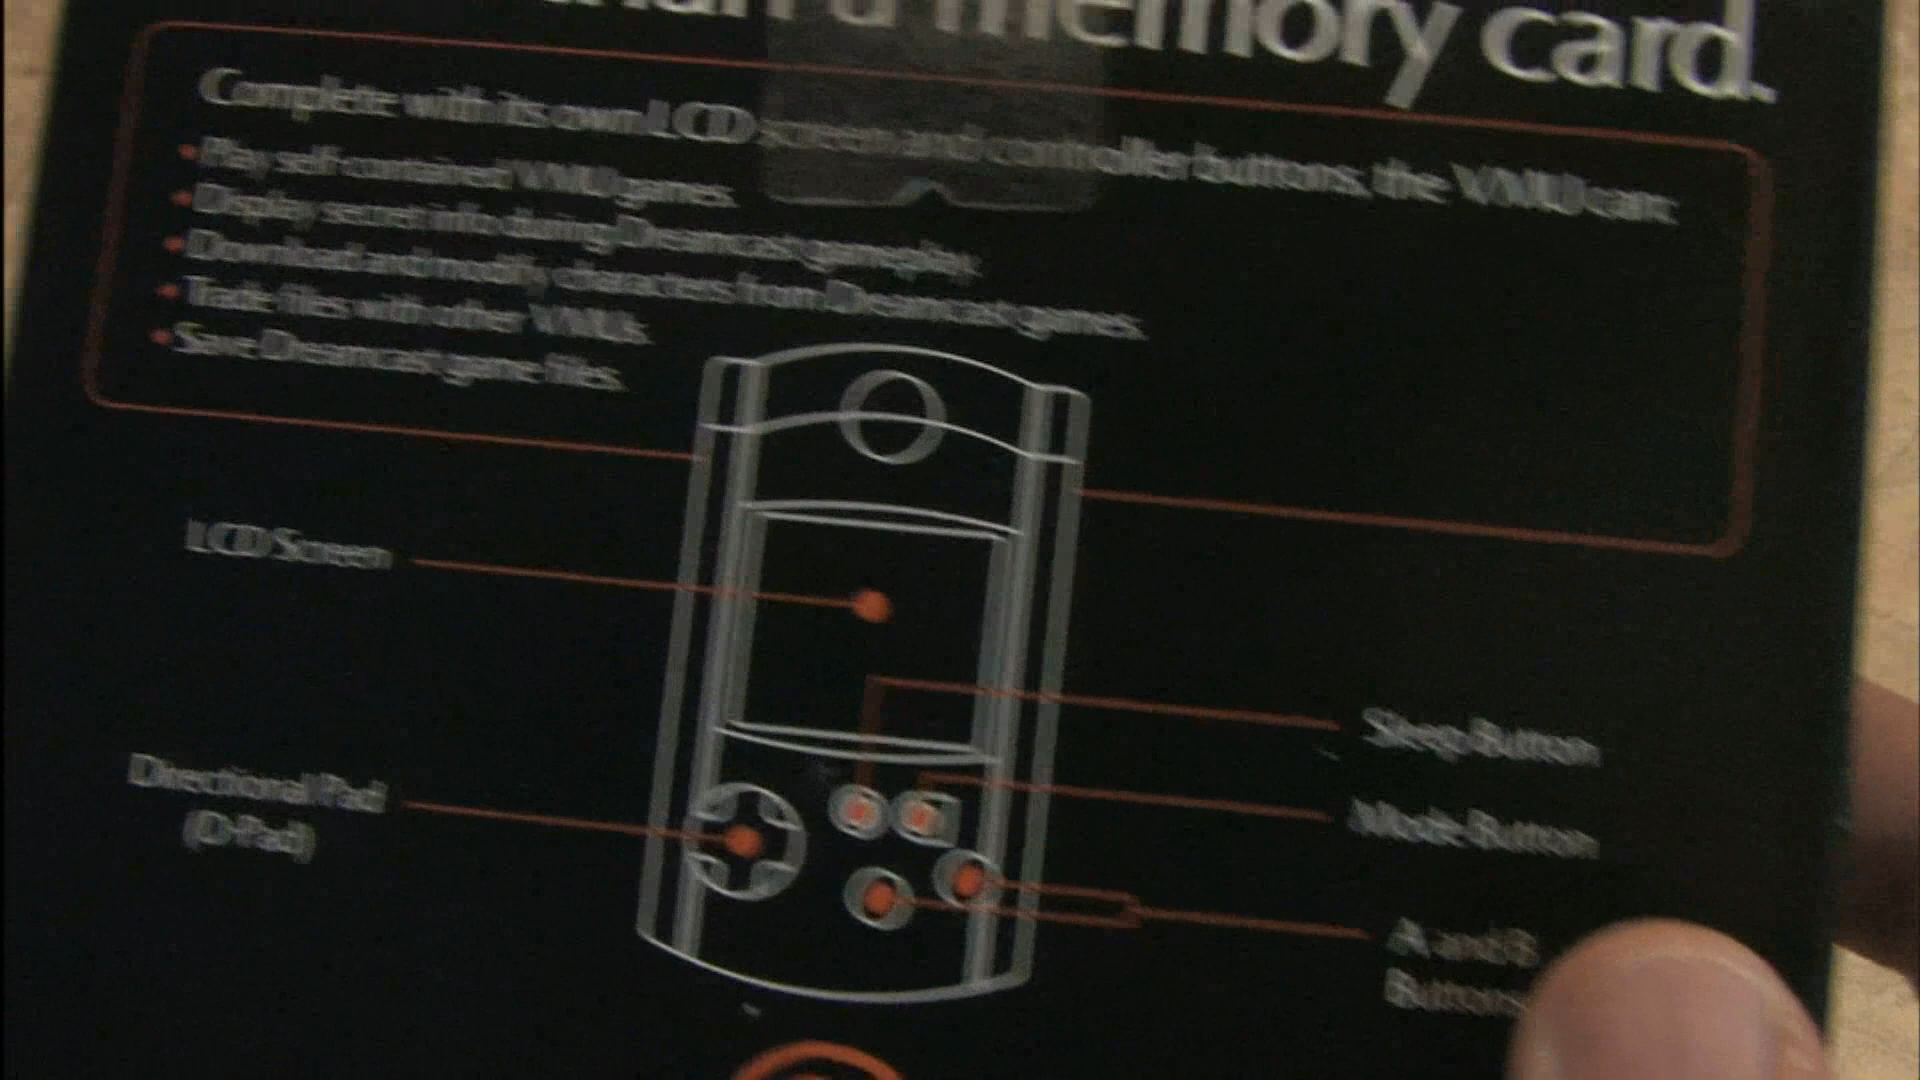 than a memory card.
Complete with its own LCD screen and controller buttons, the VMU can:
• Play self-contained VMU games.
• Display secret info during Dreamcast gameplay.
• Download and modify characters from Dreamcast games.
• Trade files with other VMUs.
• Save Dreamcast game files.
LCD Screen
Sleep Button
Directional Pad
(D-Pad)
Mode Button
A and B
Buttons